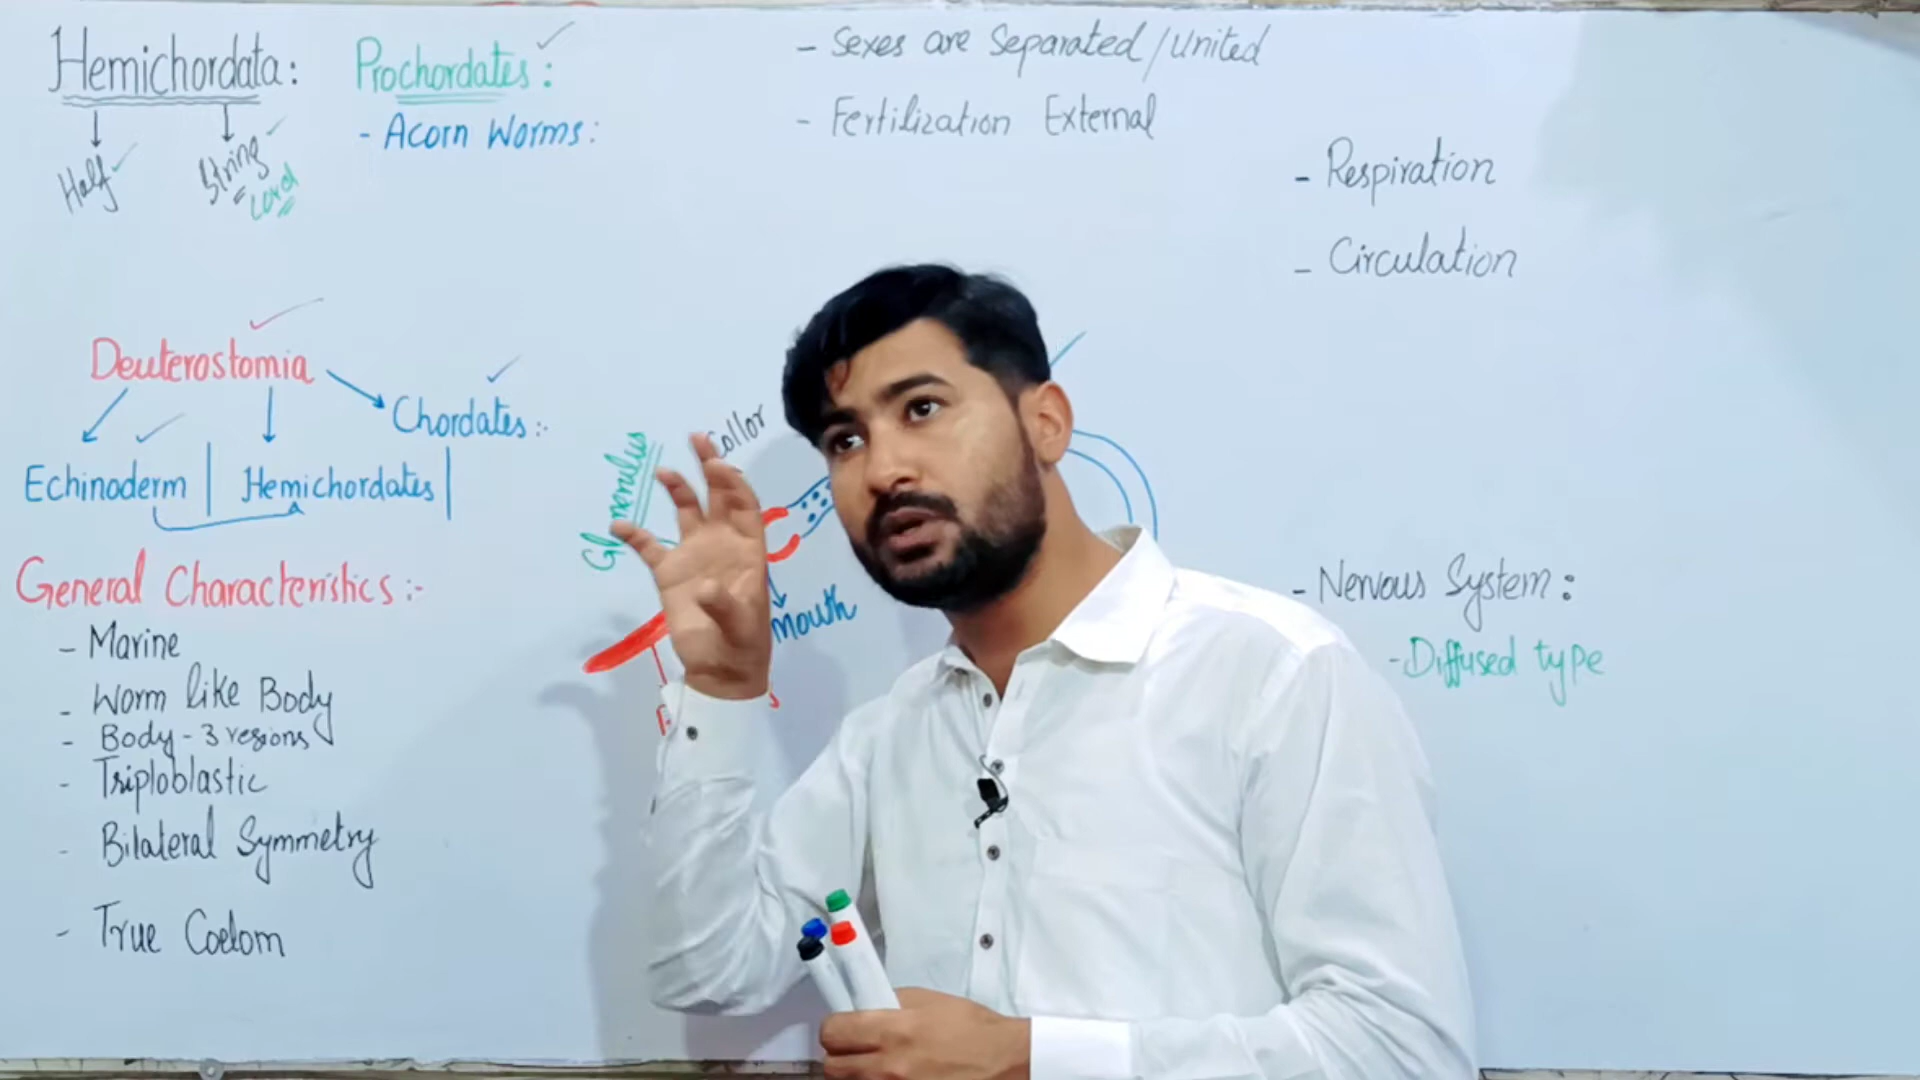 Hemichordata:
Half
String
Cord
Prochordates:
- Acorn Worms:
Deuterostomia
Chordates:-
Echinoderm | Hemichordates |
General Characteristics:-
- Marine
- Worm like Body
- Body - 3 regions
- Triploblastic
- Bilateral Symmetry
- True Coelom
- Sexes are Separated/United
- Fertilization External
Collor
Mouth
- Respiration
- Circulation
- Nervous System:
- Diffused type